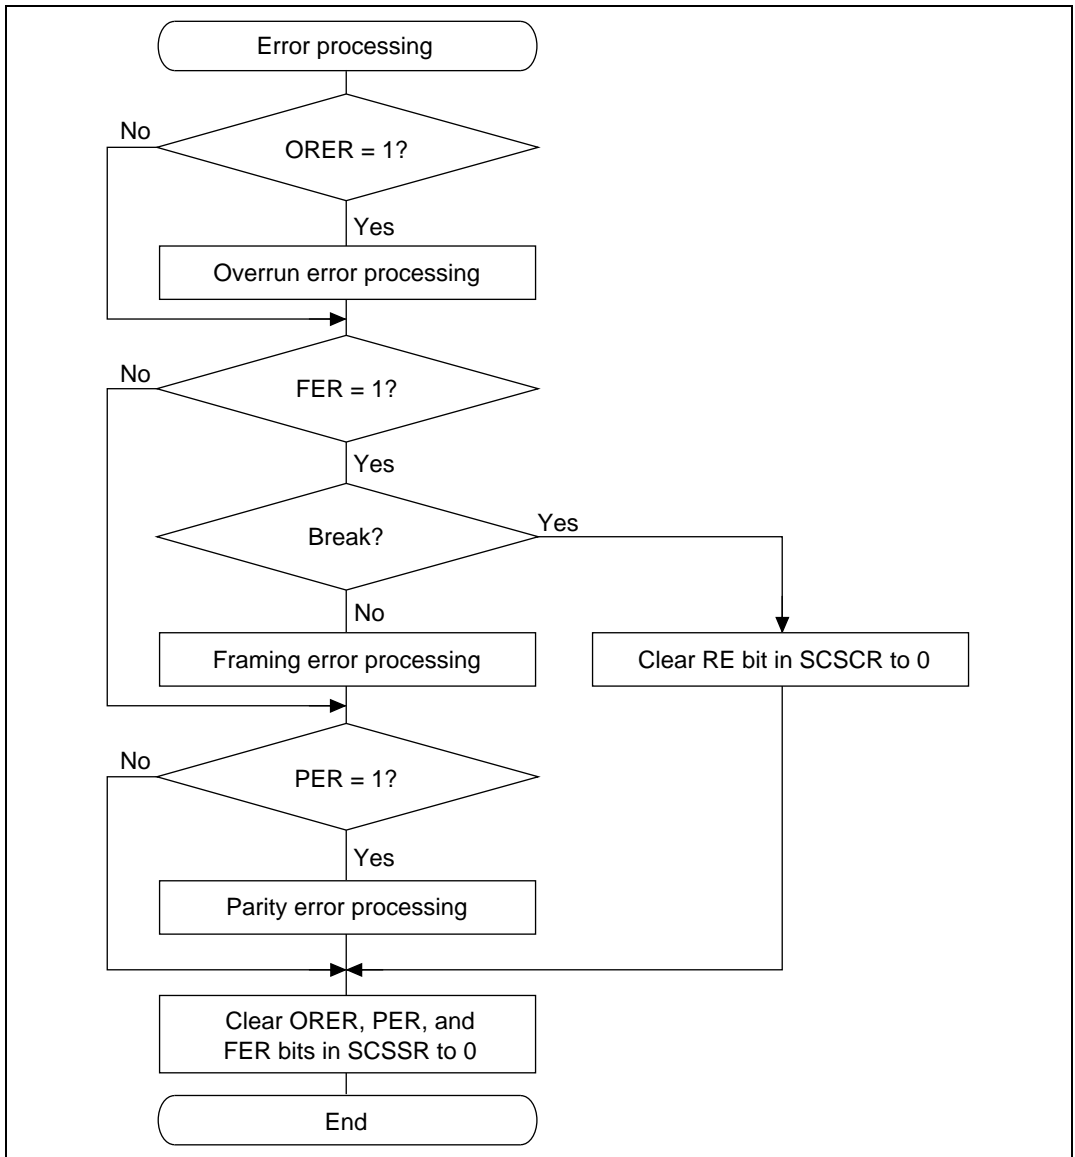 Error processing
No
ORER = 1?
Yes
Overrun error processing
No
FER = 1?
Yes
Break?
Yes
No
Framing error processing
Clear RE bit in SCSCR to 0
No
PER = 1?
Yes
Parity error processing
Clear ORER, PER, and
FER bits in SCSSR to 0
End